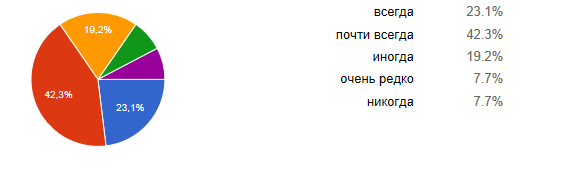 19,2%
42,3%
23,1%
всегда 23.1%
почти всегда 42.3%
иногда 19.2%
очень редко 7.7%
никогда 7.7%